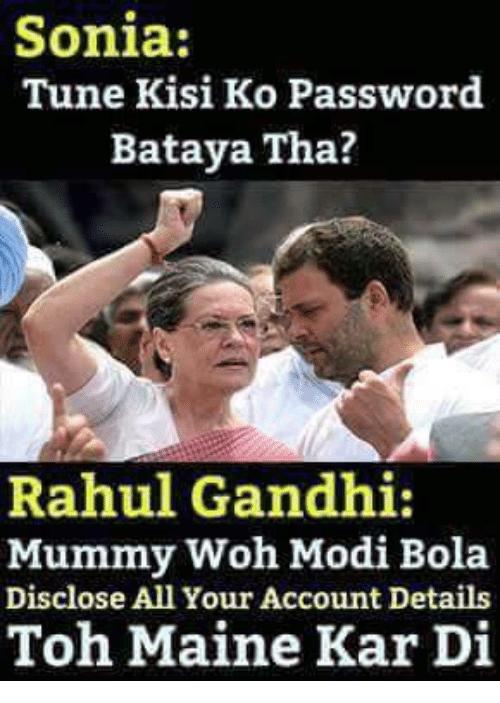 Sonia:
Tune Kisi Ko Password
Bataya Tha?
Rahul Gandhi:
Mummy Woh Modi Bola
Disclose All Your Account Details
Toh Maine Kar Di